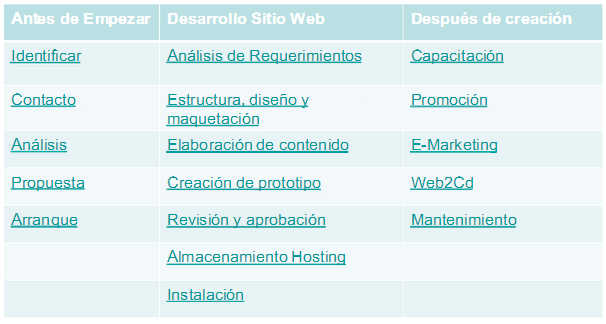 Antes de Empezar Desarrollo Sitio Web Después de creación
Identificar Análisis de Requerimientos Capacitación
Contacto Estructura, diseño y Promoción
maquetación
Análisis Elaboración de contenido E-Marketing
Propuesta Creación de prototipo Web2Cd
Arranque Revisión y aprobación Mantenimiento
Almacenamiento Hosting
Instalación